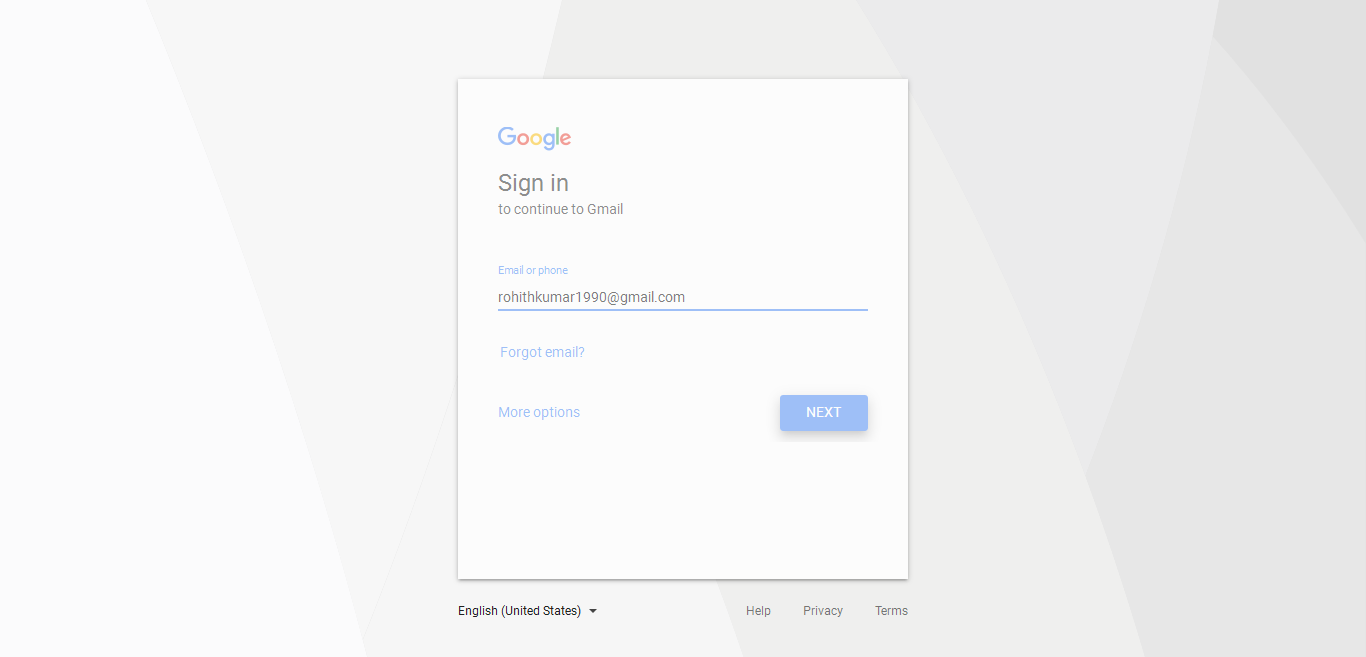 Google
Sign in
to continue to Gmail
Email or phone
rohithkumar1990@gmail.com
Forgot email?
More options
NEXT
English (United States)
Help
Privacy
Terms